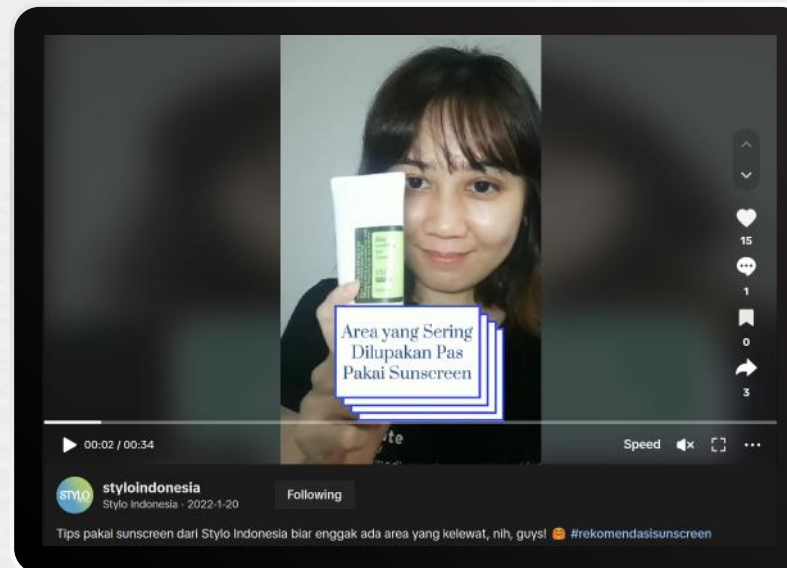 15
1
0
3
Area yang Sering
Dilupakan Pas
Pakai Sunscreen
00:02 / 00:34
Speed
STYLO
styloindonesia
Stylo Indonesia · 2022-1-20
Following
Tips pakai sunscreen dari Stylo Indonesia biar enggak ada area yang kelewat, nih, guys! 🤗 #rekomendasisunscreen